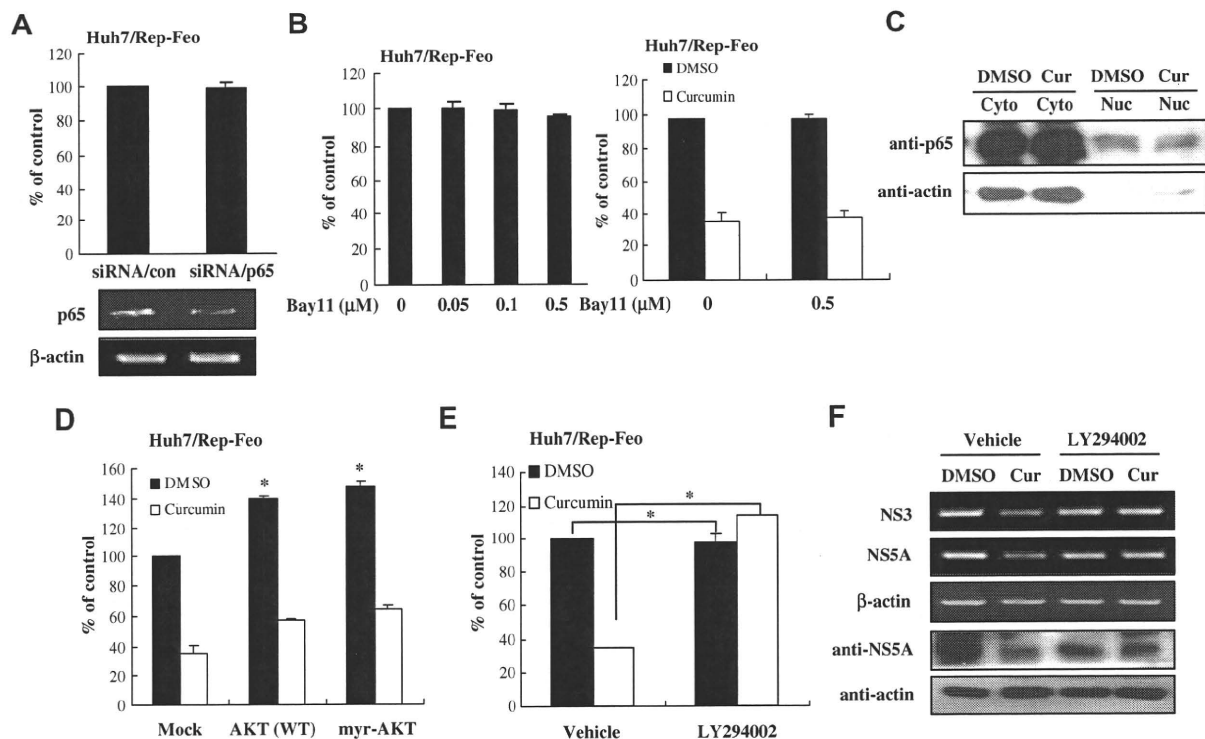 A
Huh7/Rep-Feo
% of control
120
100
80
60
40
20
0
siRNA/con siRNA/p65
p65
β-actin
B
Huh7/Rep-Feo
% of control
120
100
80
60
40
20
0
Bay11 (μM) 0 0.05 0.1 0.5
Huh7/Rep-Feo
DMSO
Curcumin
% of control
120
100
80
60
40
20
0
Bay11 (μM) 0 0.5
C
DMSO Cur DMSO Cur
Cyto Cyto Nuc Nuc
anti-p65
anti-actin
D
Huh7/Rep-Feo
DMSO
Curcumin
% of control
160
140
120
100
80
60
40
20
0
* *
Mock AKT (WT) myr-AKT
E
Huh7/Rep-Feo
DMSO
Curcumin
% of control
140
120
100
80
60
40
20
0
*
*
Vehicle LY294002
F
Vehicle LY294002
DMSO Cur DMSO Cur
NS3
NS5A
β-actin
anti-NS5A
anti-actin